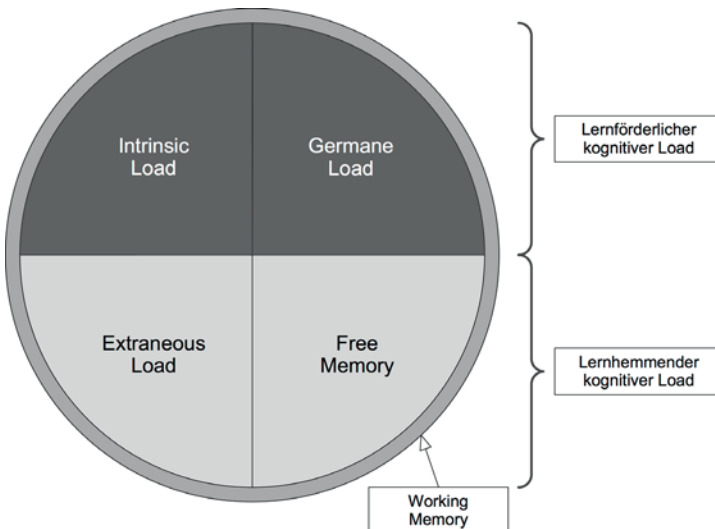 Intrinsic
Load
Germane
Load
Lernförderlicher
kognitiver Load
Extraneous
Load
Free
Memory
Lernhemmender
kognitiver Load
Working
Memory